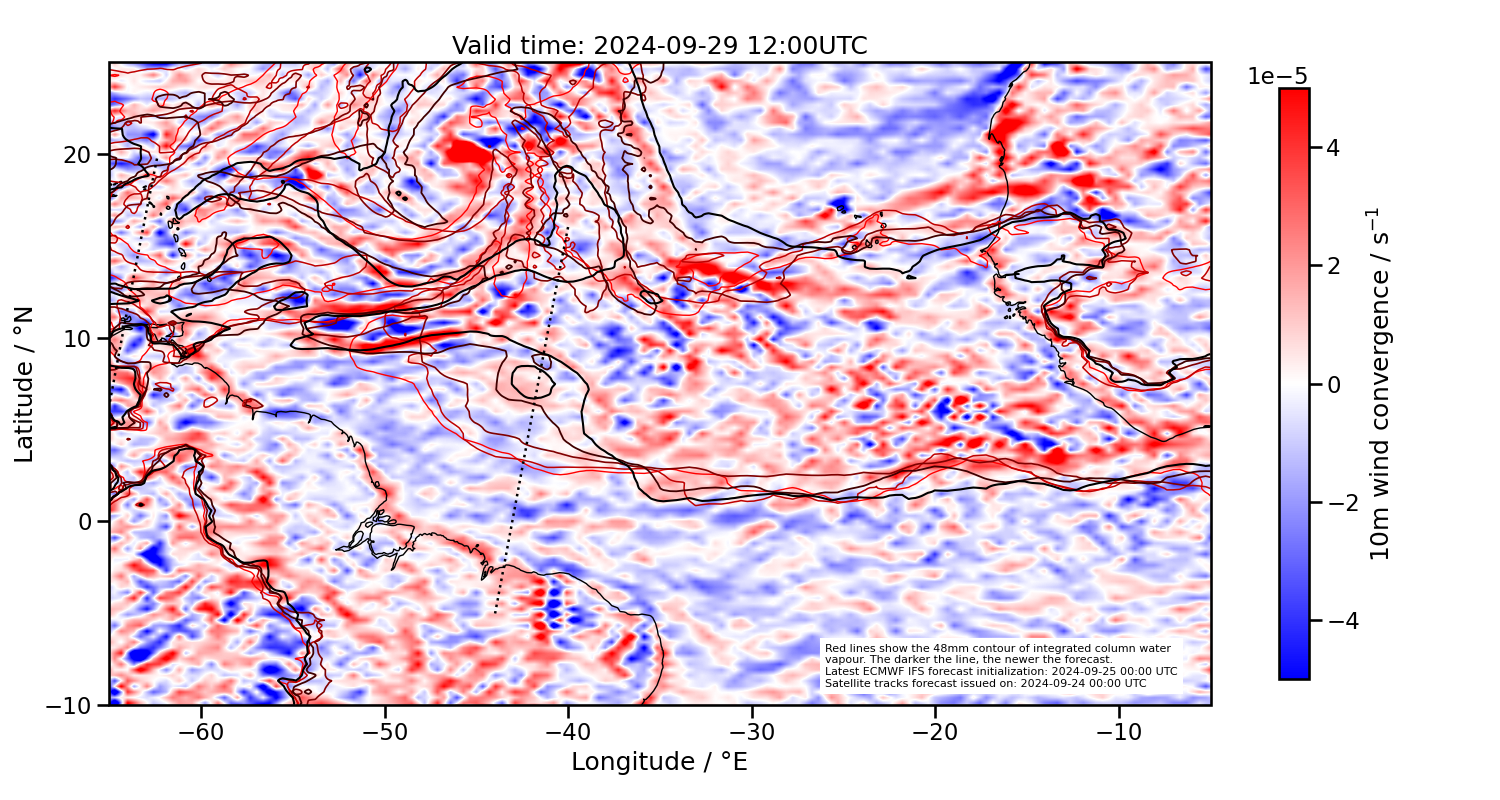 Valid time: 2024-09-29 12:00UTC
1e−5
20
10
0
−10
Latitude / °N
−60
−50
−40
−30
−20
−10
Longitude / °E
4
2
0
−2
−4
10m wind convergence / s⁻¹
Red lines show the 48mm contour of integrated column water
vapour. The darker the line, the newer the forecast.
Latest ECMWF IFS forecast initialization: 2024-09-25 00:00 UTC
Satellite tracks forecast issued on: 2024-09-24 00:00 UTC